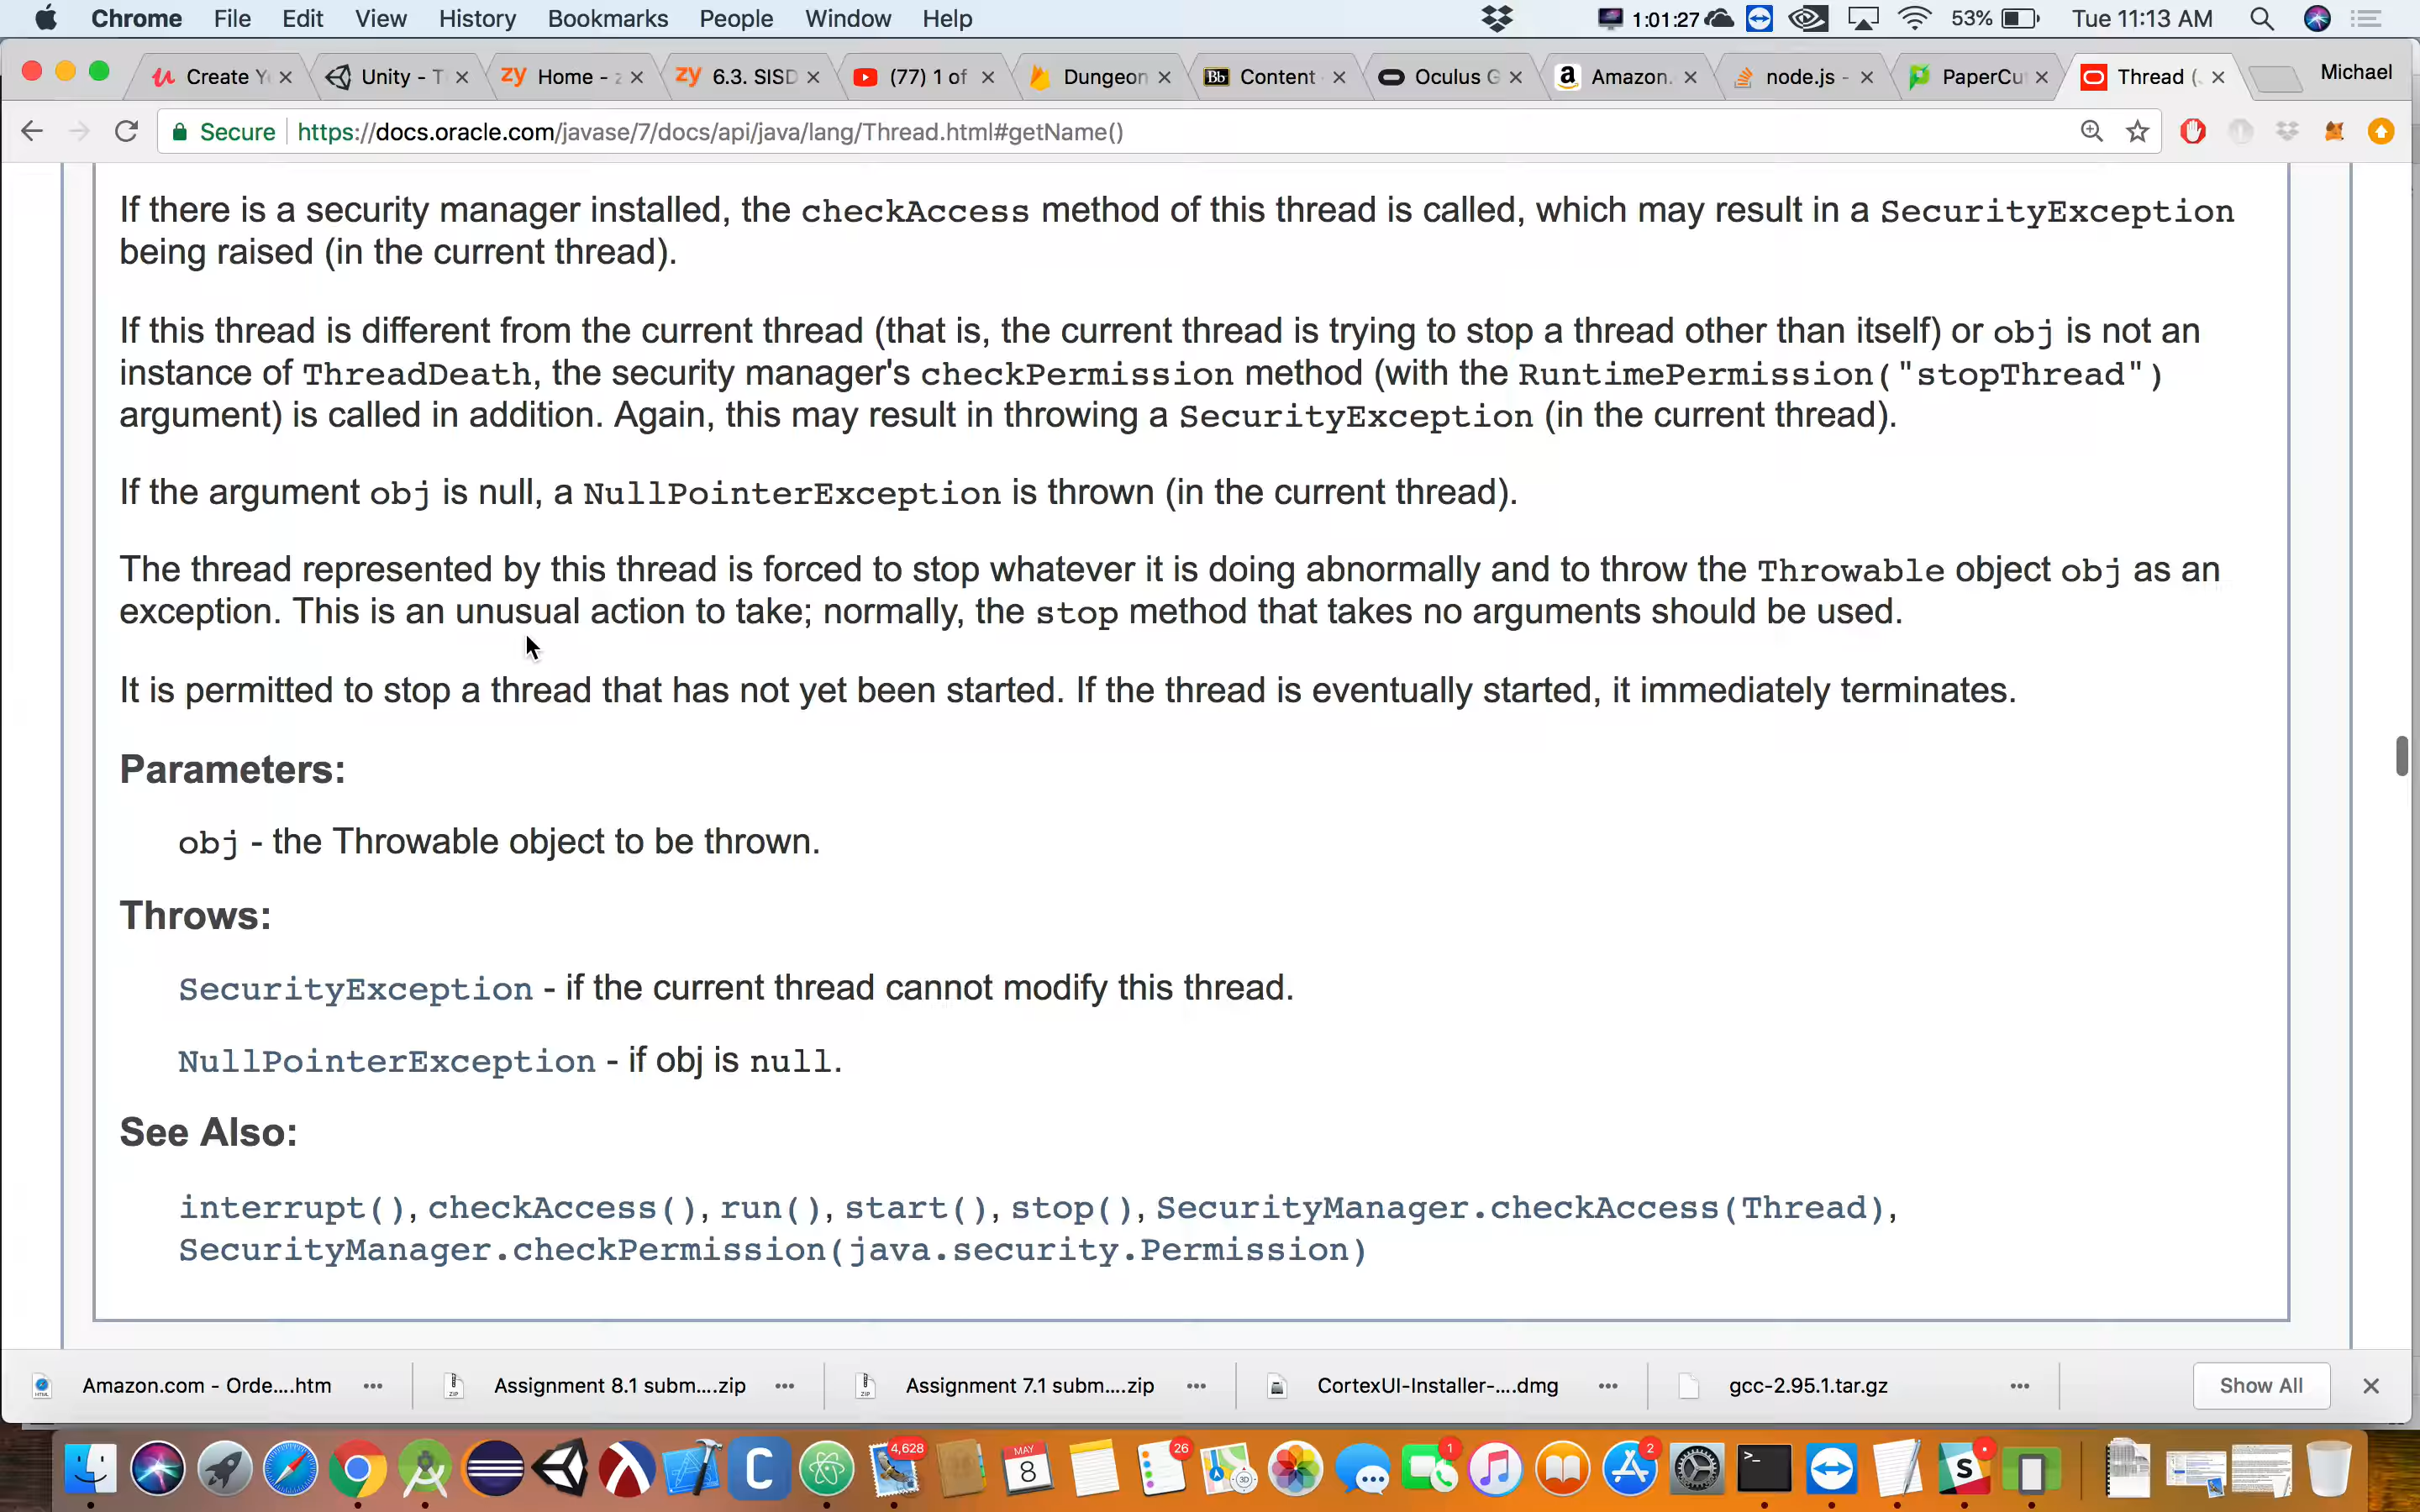 Chrome File Edit View History Bookmarks People Window Help 1:01:27 53% Tue 11:13 AM
Create Y Unity - T zy Home - z zy 6.3. SISD (77) 1 of Dungeon Bb Content Oculus G a Amazon. node.js - PaperCu Thread ( Michael
Secure https://docs.oracle.com/javase/7/docs/api/java/lang/Thread.html#getName()
If there is a security manager installed, the checkAccess method of this thread is called, which may result in a SecurityException
being raised (in the current thread).
If this thread is different from the current thread (that is, the current thread is trying to stop a thread other than itself) or obj is not an
instance of ThreadDeath, the security manager's checkPermission method (with the RuntimePermission("stopThread")
argument) is called in addition. Again, this may result in throwing a SecurityException (in the current thread).
If the argument obj is null, a NullPointerException is thrown (in the current thread).
The thread represented by this thread is forced to stop whatever it is doing abnormally and to throw the Throwable object obj as an
exception. This is an unusual action to take; normally, the stop method that takes no arguments should be used.
It is permitted to stop a thread that has not yet been started. If the thread is eventually started, it immediately terminates.
Parameters:
obj - the Throwable object to be thrown.
Throws:
SecurityException - if the current thread cannot modify this thread.
NullPointerException - if obj is null.
See Also:
interrupt(), checkAccess(), run(), start(), stop(), SecurityManager.checkAccess(Thread),
SecurityManager.checkPermission(java.security.Permission)
Amazon.com - Orde....htm Assignment 8.1 subm....zip Assignment 7.1 subm....zip CortexUI-Installer-....dmg gcc-2.95.1.tar.gz Show All
4,628 MAY 8 26 3D 1 2 C S